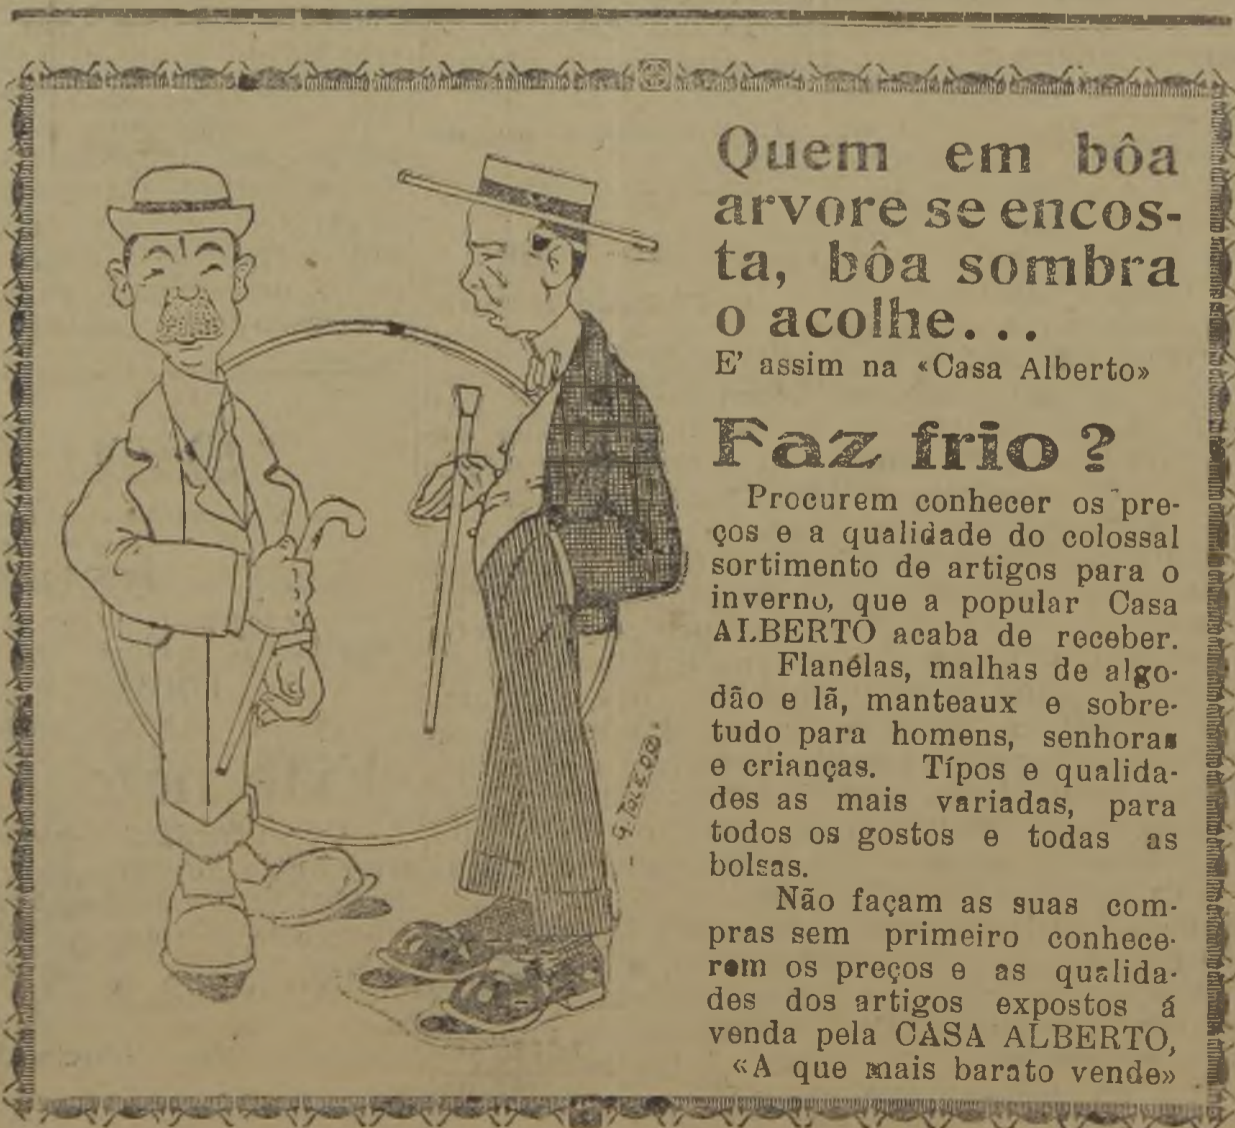 Quem em bôa
arvore se encos-
ta, bôa sombra
o acolhe...
E' assim na «Casa Alberto»
Faz frio?
Procurem conhecer os pre-
ços e a qualidade do colossal
sortimento de artigos para o
inverno, que a popular Casa
ALBERTO acaba de receber.
Flanélas, malhas de algo-
dão e lã, manteaux e sobre-
tudo para homens, senhoras
e crianças. Típos e qualida-
des as mais variadas, para
todos os gostos e todas as
bolsas.
Não façam as suas com-
pras sem primeiro conhece-
rem os preços e as qualida-
des dos artigos expostos á
venda pela CASA ALBERTO,
«A que mais barato vende»
- G. TOLEDO -